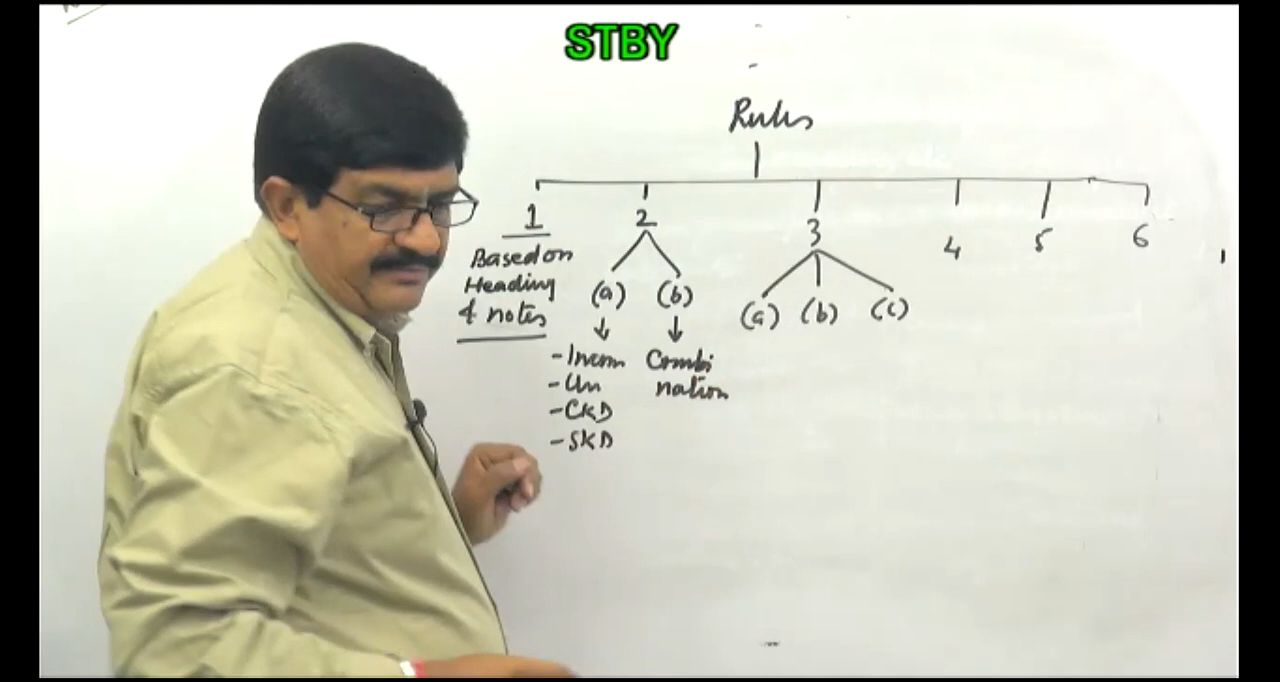 STBY
Rules
1 2 3 4 5 6
Based on
Heading
& notes
(a) (b)
(a) (b) (c)
- Incom
- Un
- CKD
- SKD
Combi
nation